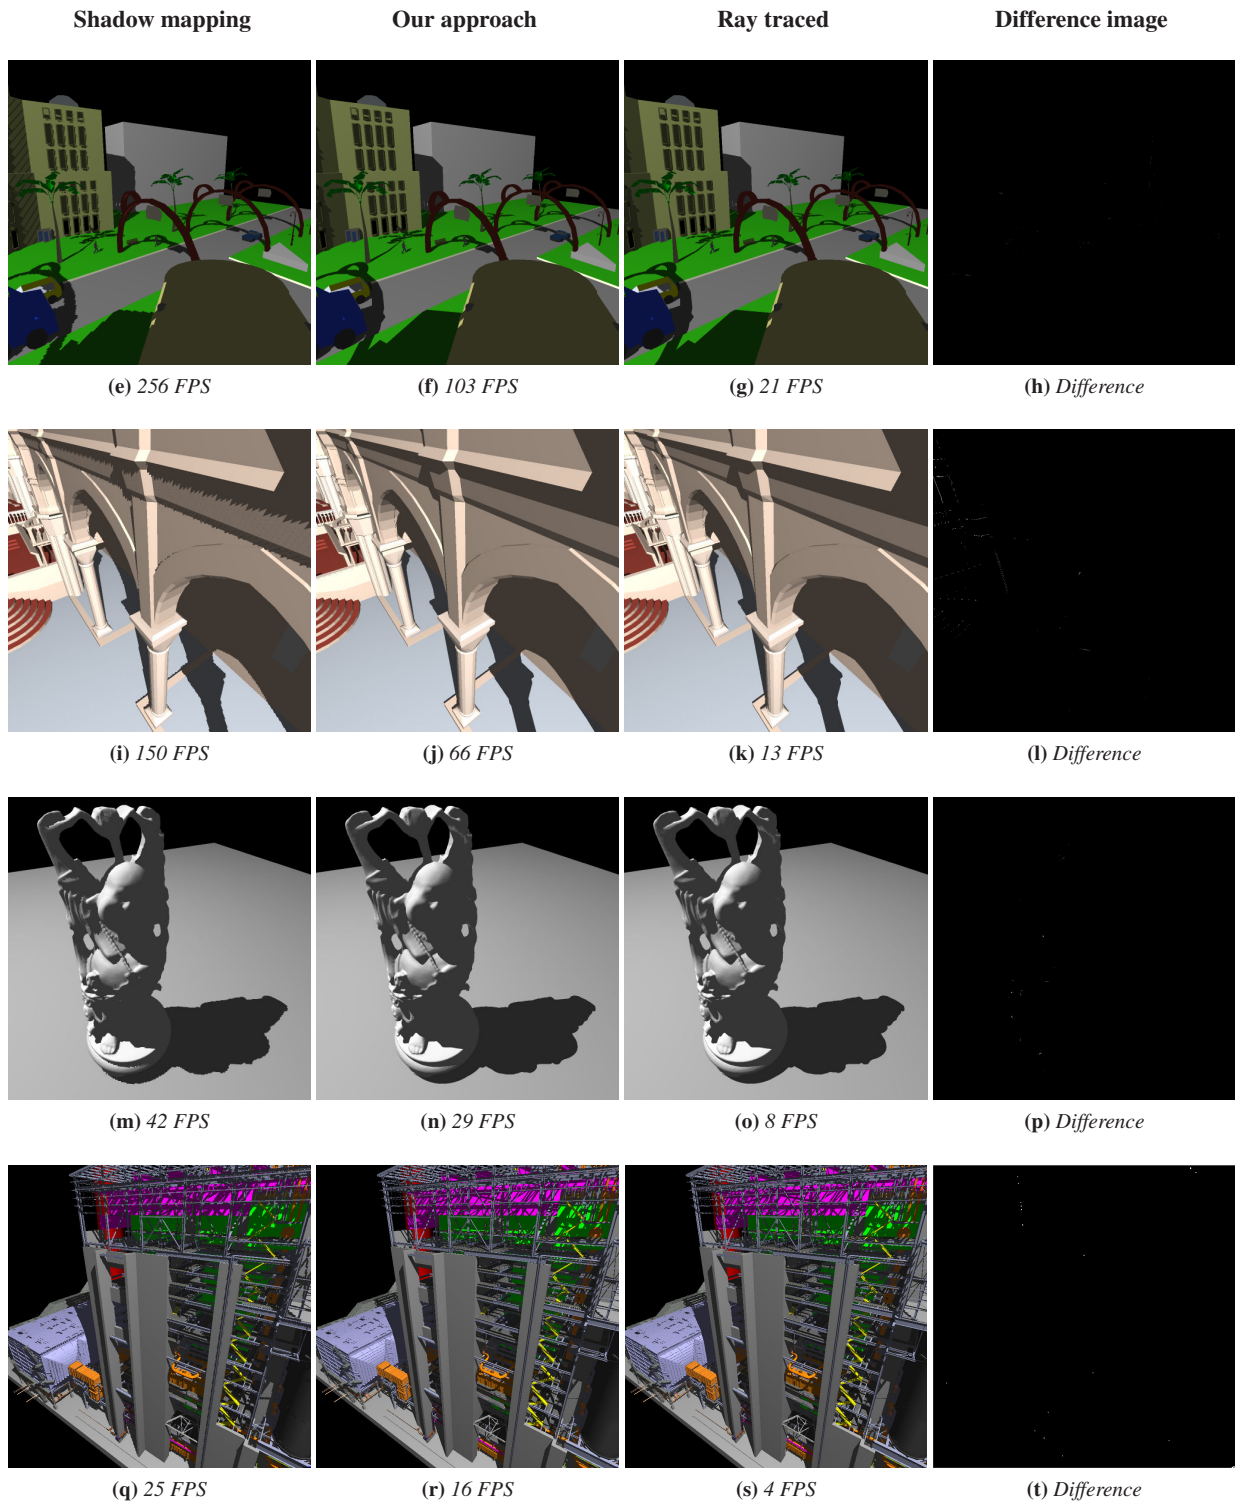 Shadow mapping Our approach Ray traced Difference image
(e) 256 FPS (f) 103 FPS (g) 21 FPS (h) Difference
(i) 150 FPS (j) 66 FPS (k) 13 FPS (l) Difference
(m) 42 FPS (n) 29 FPS (o) 8 FPS (p) Difference
(q) 25 FPS (r) 16 FPS (s) 4 FPS (t) Difference